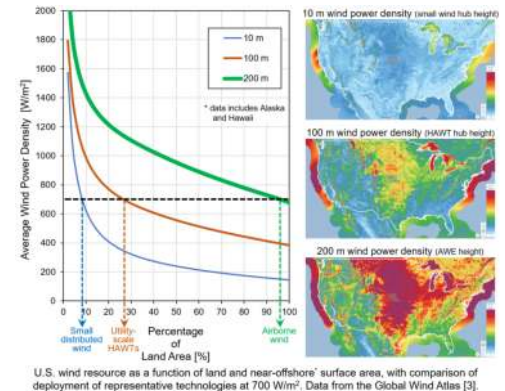 2000
1800
1600
1400
1200
1000
800
600
400
200
0
Average Wind Power Density [W/m²]
10 m
100 m
200 m
* data includes Alaska
and Hawaii
0 10 20 30 40 50 60 70 80 90 100
Small
distributed
wind
Utility-
scale
HAWTs
Percentage
of
Land Area [%]
Airborne
wind
10 m wind power density (small wind hub height)
100 m wind power density (HAWT hub height)
200 m wind power density (AWE height)
U.S. wind resource as a function of land and near-offshore* surface area, with comparison of
deployment of representative technologies at 700 W/m². Data from the Global Wind Atlas [3].